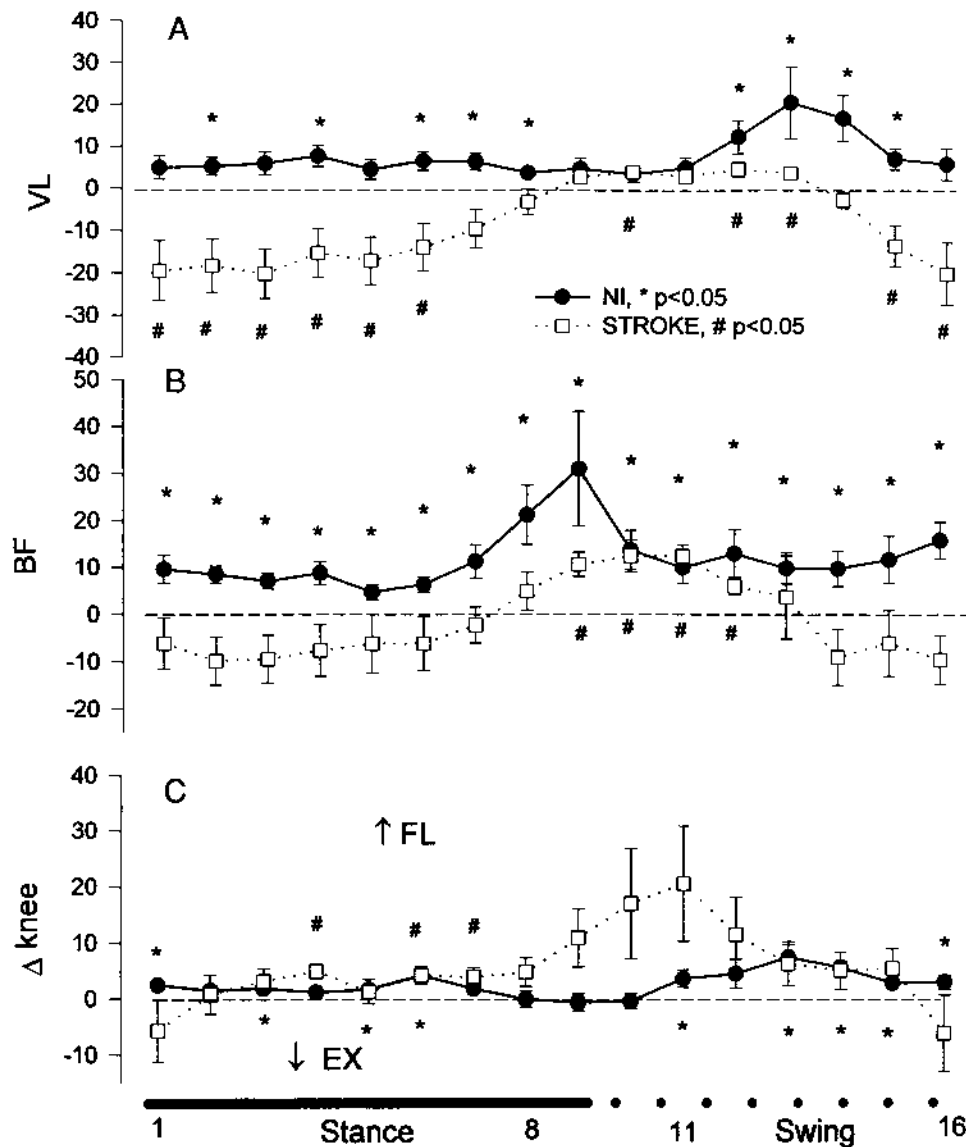 A
40
30
20
10
0
-10
-20
-30
-40
VL
* * * * * * * * * * *
# # #
NI, * p<0.05
STROKE, # p<0.05
# # # # # # # #
B
50
40
30
20
10
0
-10
-20
BF
* * * * * * * * * * * * * * * *
# # # #
C
40
30
20
10
0
-10
Δ knee
↑ FL
# # #
* *
* * * * * * *
↓ EX
1 Stance 8 11 Swing 16